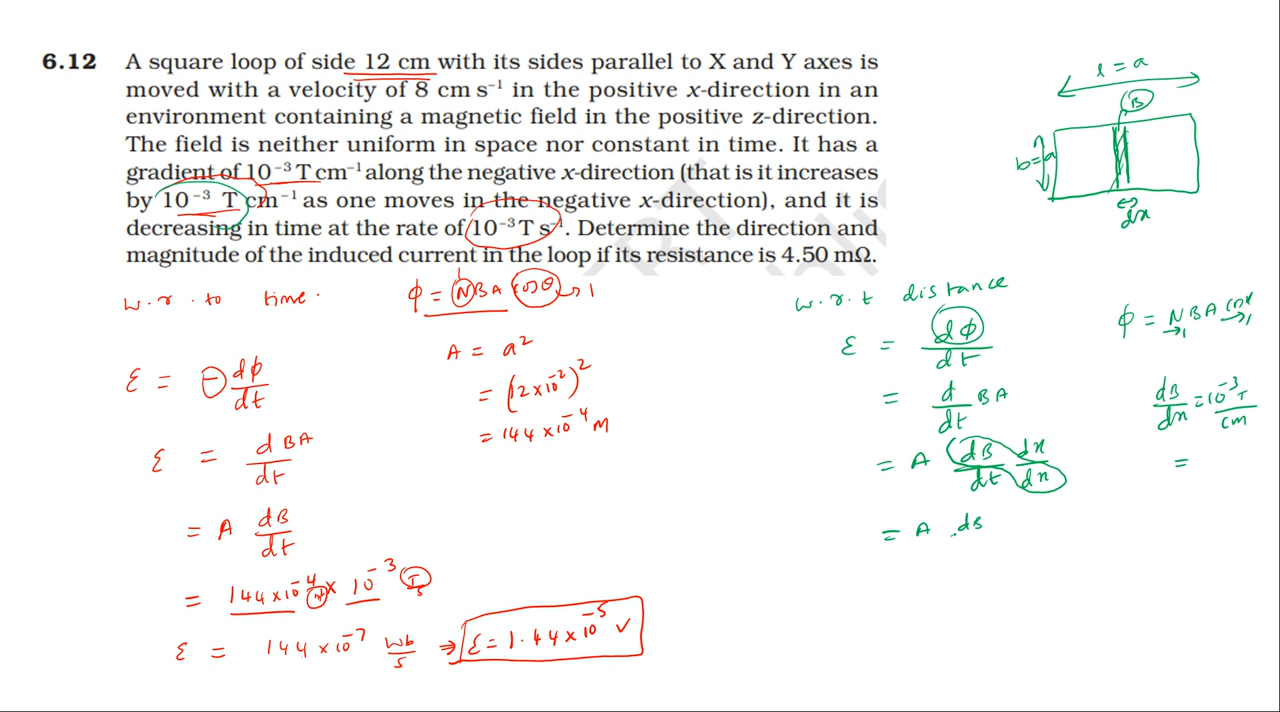 6.12 A square loop of side 12 cm with its sides parallel to X and Y axes is
moved with a velocity of 8 cm s⁻¹ in the positive x-direction in an
environment containing a magnetic field in the positive z-direction.
The field is neither uniform in space nor constant in time. It has a
gradient of 10⁻³ T cm⁻¹ along the negative x-direction (that is it increases
by 10⁻³ T cm⁻¹ as one moves in the negative x-direction), and it is
decreasing in time at the rate of 10⁻³ T s⁻¹. Determine the direction and
magnitude of the induced current in the loop if its resistance is 4.50 mΩ.
l = a
B
b = a
dx
w.r.to time.
ϕ = NBA cosθ → 1
A = a²
= (12×10⁻²)²
= 144 × 10⁻⁴ M
ε = - dϕ/dt
ε = d BA/dt
= A dB/dt
= 144×10⁻⁴ × 10⁻³ T/s
ε = 144 × 10⁻⁷ Wb/s ⇒ ε = 1.44 × 10⁻⁵ V
w.r.t distance
ε = dϕ/dt
= d/dt BA
= A dB/dt dx/dx
= A . dB
→1 →1
dB/dx = 10⁻³ T/cm
=